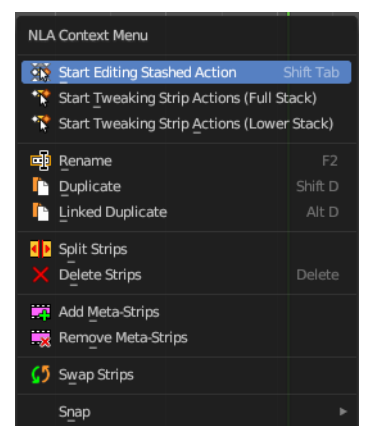 NLA Context Menu
Start Editing Stashed Action Shift Tab
Start Tweaking Strip Actions (Full Stack)
Start Tweaking Strip Actions (Lower Stack)
Rename F2
Duplicate Shift D
Linked Duplicate Alt D
Split Strips
Delete Strips Delete
Add Meta-Strips
Remove Meta-Strips
Swap Strips
Snap